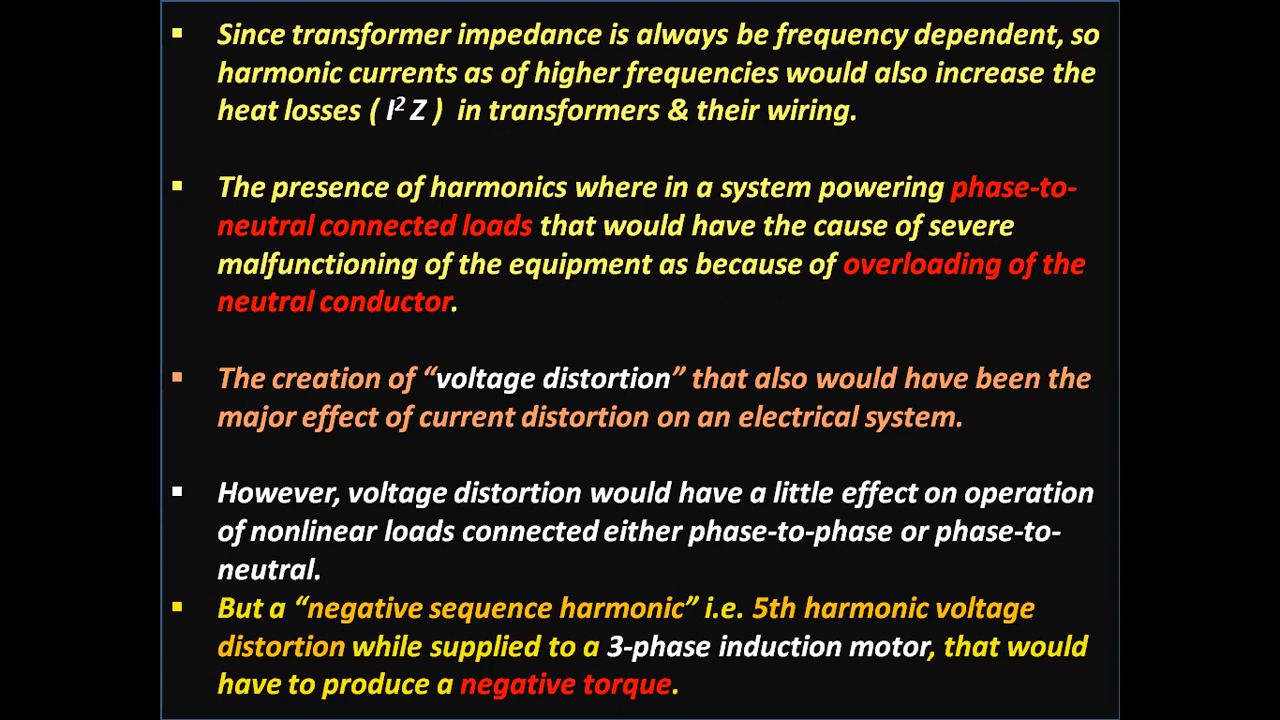 ▪ Since transformer impedance is always be frequency dependent, so
harmonic currents as of higher frequencies would also increase the
heat losses ( I² Z ) in transformers & their wiring.
▪ The presence of harmonics where in a system powering phase-to-
neutral connected loads that would have the cause of severe
malfunctioning of the equipment as because of overloading of the
neutral conductor.
▪ The creation of “voltage distortion” that also would have been the
major effect of current distortion on an electrical system.
▪ However, voltage distortion would have a little effect on operation
of nonlinear loads connected either phase-to-phase or phase-to-
neutral.
▪ But a “negative sequence harmonic” i.e. 5th harmonic voltage
distortion while supplied to a 3-phase induction motor, that would
have to produce a negative torque.